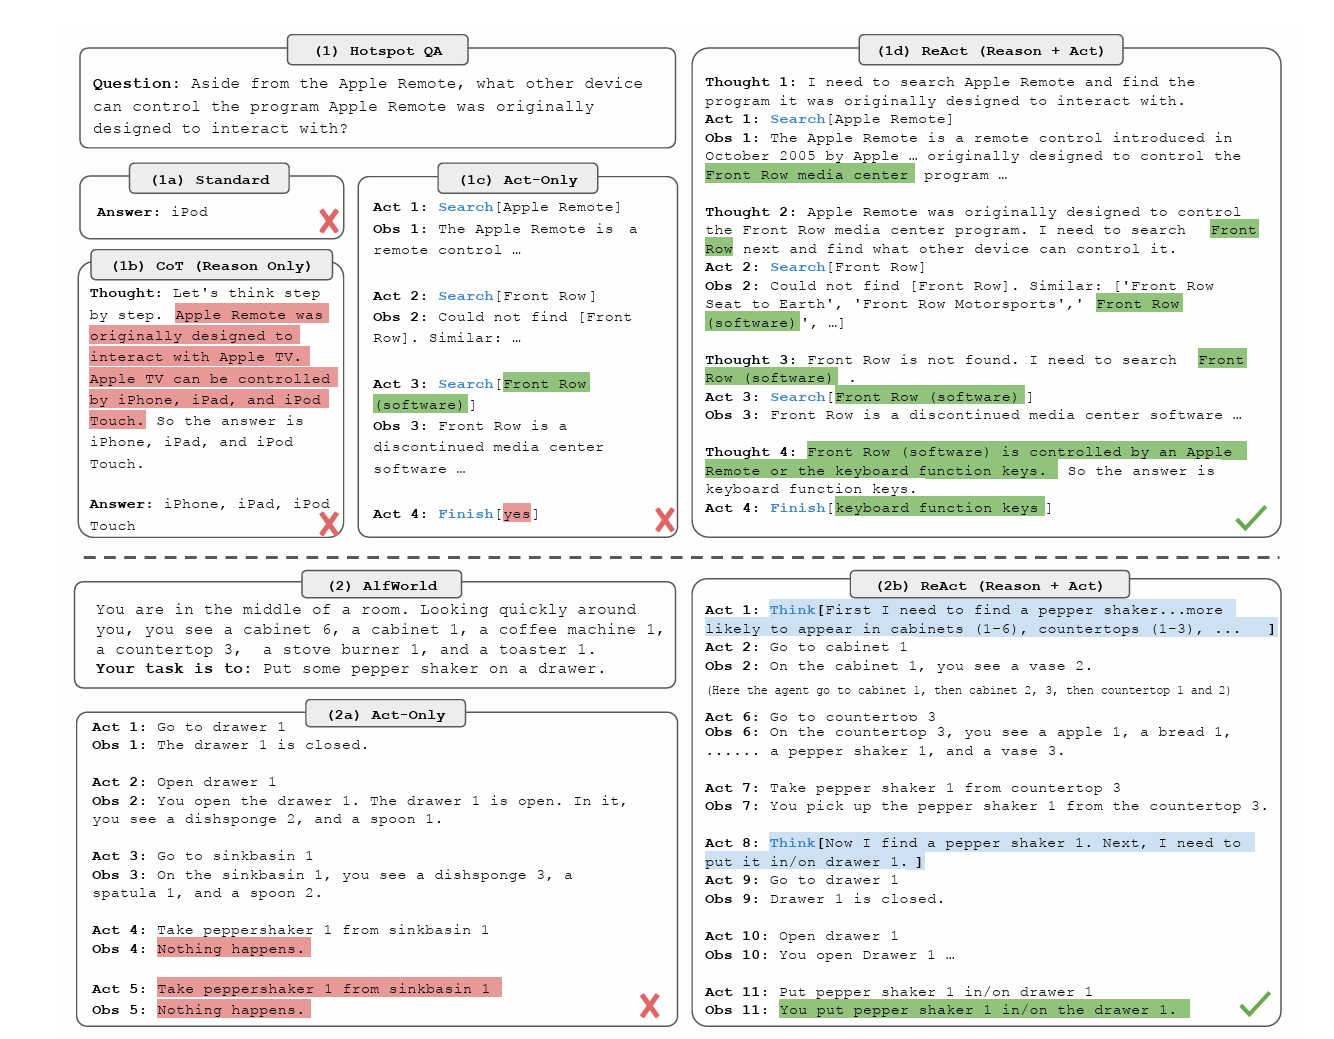 (1) Hotspot QA
Question: Aside from the Apple Remote, what other device
can control the program Apple Remote was originally
designed to interact with?
(1a) Standard
Answer: iPod
(1b) CoT (Reason Only)
Thought: Let's think step
by step. Apple Remote was
originally designed to
interact with Apple TV.
Apple TV can be controlled
by iPhone, iPad, and iPod
Touch. So the answer is
iPhone, iPad, and iPod
Touch.
Answer: iPhone, iPad, iPod
Touch
(1c) Act-Only
Act 1: Search[Apple Remote]
Obs 1: The Apple Remote is a
remote control …
Act 2: Search[Front Row]
Obs 2: Could not find [Front
Row]. Similar: …
Act 3: Search[Front Row
(software)]
Obs 3: Front Row is a
discontinued media center
software …
Act 4: Finish[yes]
(1d) ReAct (Reason + Act)
Thought 1: I need to search Apple Remote and find the
program it was originally designed to interact with.
Act 1: Search[Apple Remote]
Obs 1: The Apple Remote is a remote control introduced in
October 2005 by Apple … originally designed to control the
Front Row media center program …
Thought 2: Apple Remote was originally designed to control
the Front Row media center program. I need to search Front
Row next and find what other device can control it.
Act 2: Search[Front Row]
Obs 2: Could not find [Front Row]. Similar: ['Front Row
Seat to Earth', 'Front Row Motorsports',' Front Row
(software)', …]
Thought 3: Front Row is not found. I need to search Front
Row (software) .
Act 3: Search[Front Row (software)]
Obs 3: Front Row is a discontinued media center software …
Thought 4: Front Row (software) is controlled by an Apple
Remote or the keyboard function keys. So the answer is
keyboard function keys.
Act 4: Finish[keyboard function keys]
(2) AlfWorld
You are in the middle of a room. Looking quickly around
you, you see a cabinet 6, a cabinet 1, a coffee machine 1,
a countertop 3, a stove burner 1, and a toaster 1.
Your task is to: Put some pepper shaker on a drawer.
(2a) Act-Only
Act 1: Go to drawer 1
Obs 1: The drawer 1 is closed.
Act 2: Open drawer 1
Obs 2: You open the drawer 1. The drawer 1 is open. In it,
you see a dishsponge 2, and a spoon 1.
Act 3: Go to sinkbasin 1
Obs 3: On the sinkbasin 1, you see a dishsponge 3, a
spatula 1, and a spoon 2.
Act 4: Take peppershaker 1 from sinkbasin 1
Obs 4: Nothing happens.
Act 5: Take peppershaker 1 from sinkbasin 1
Obs 5: Nothing happens.
(2b) ReAct (Reason + Act)
Act 1: Think[First I need to find a pepper shaker...more
likely to appear in cabinets (1-6), countertops (1-3), ... ]
Act 2: Go to cabinet 1
Obs 2: On the cabinet 1, you see a vase 2.
(Here the agent go to cabinet 1, then cabinet 2, 3, then countertop 1 and 2)
Act 6: Go to countertop 3
Obs 6: On the countertop 3, you see a apple 1, a bread 1,
...... a pepper shaker 1, and a vase 3.
Act 7: Take pepper shaker 1 from countertop 3
Obs 7: You pick up the pepper shaker 1 from the countertop 3.
Act 8: Think[Now I find a pepper shaker 1. Next, I need to
put it in/on drawer 1. ]
Act 9: Go to drawer 1
Obs 9: Drawer 1 is closed.
Act 10: Open drawer 1
Obs 10: You open Drawer 1 …
Act 11: Put pepper shaker 1 in/on drawer 1
Obs 11: You put pepper shaker 1 in/on the drawer 1.